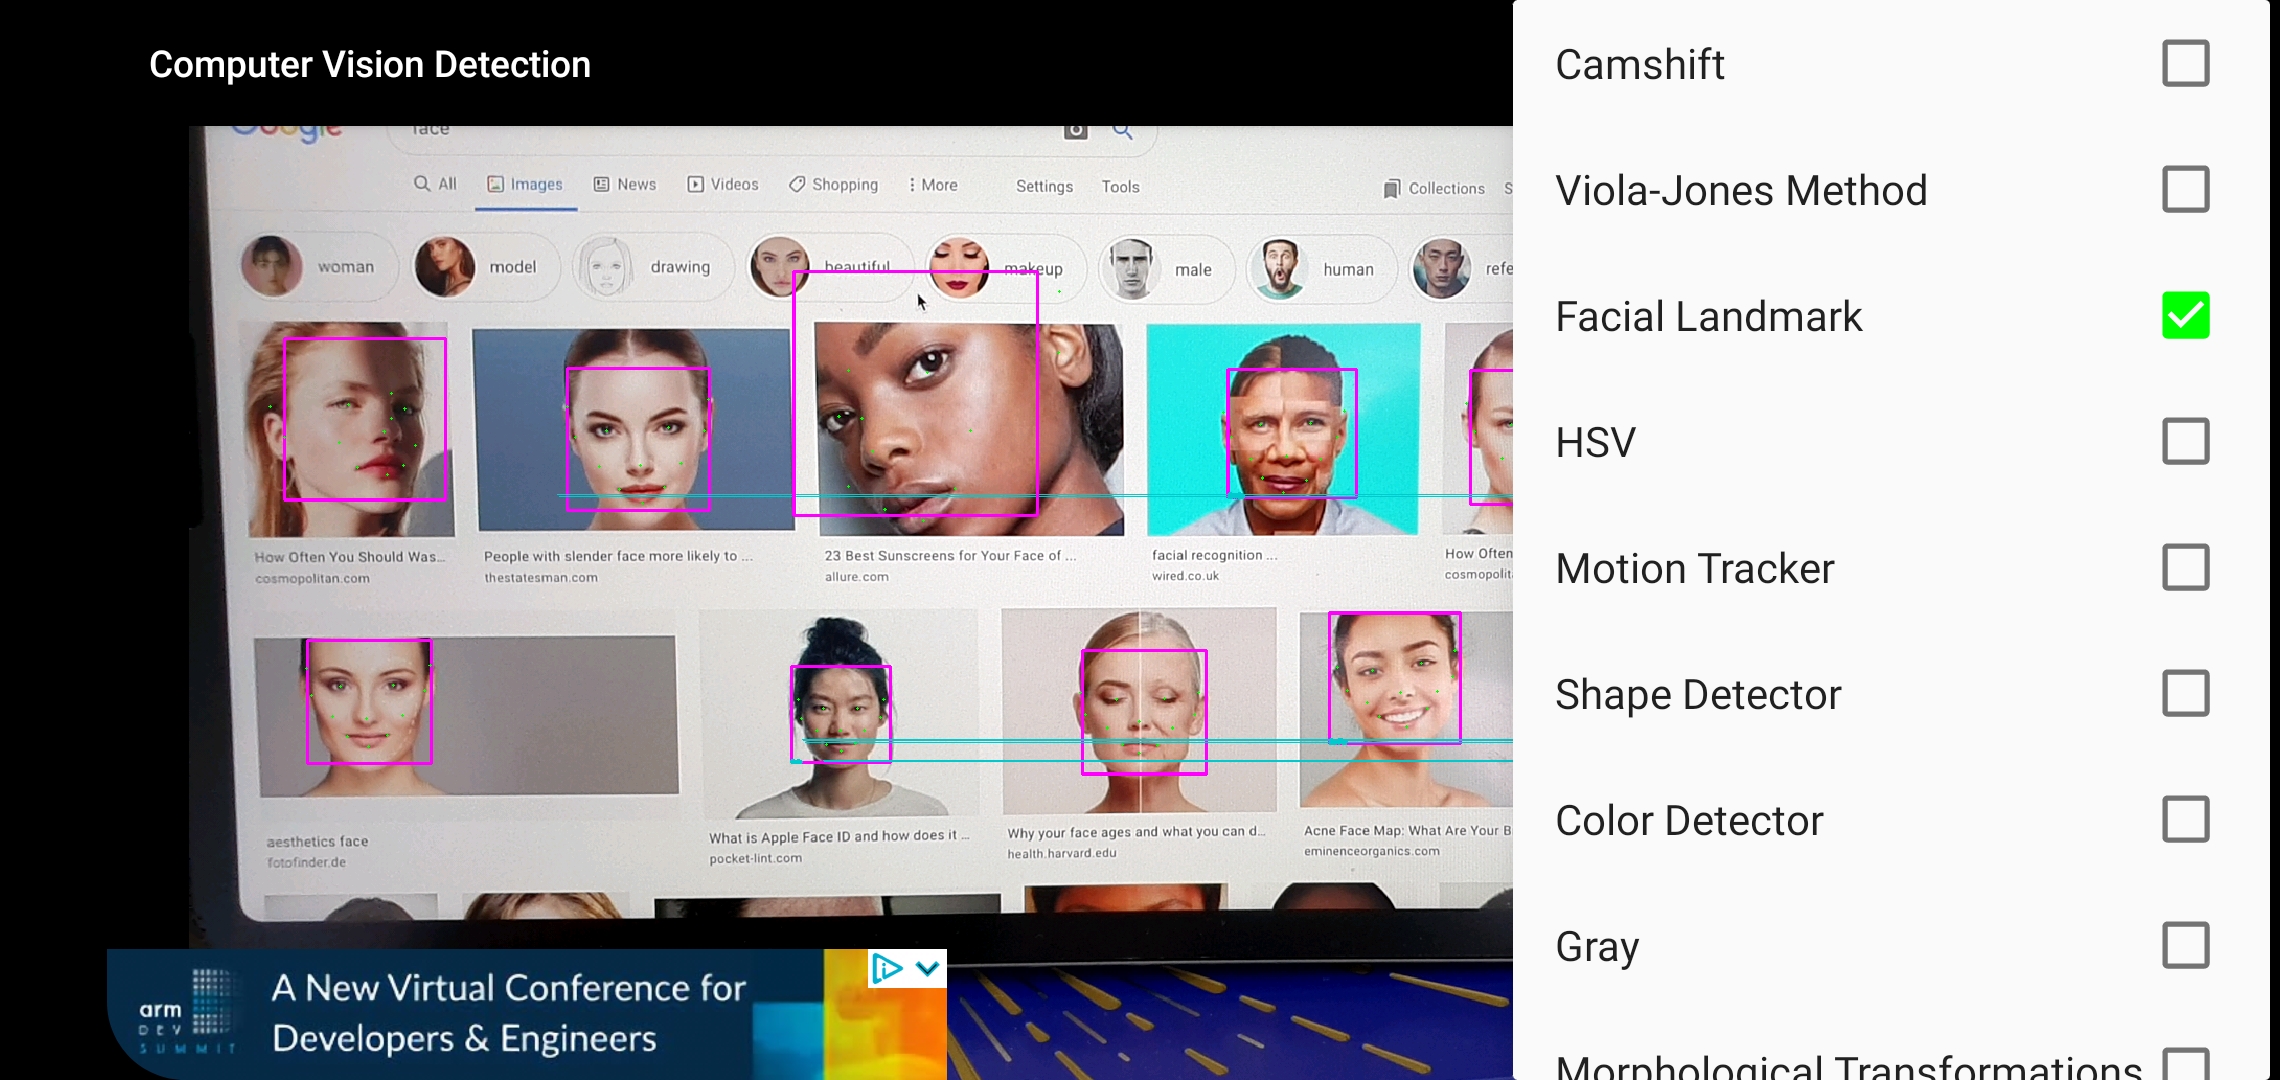 Computer Vision Detection
Google
face
All
Images
News
Videos
Shopping
More
Settings
Tools
Collections
S
woman
model
drawing
beautiful
makeup
male
human
refe
How Often You Should Was...
cosmopolitan.com
People with slender face more likely to ...
thestatesman.com
23 Best Sunscreens for Your Face of ...
allure.com
facial recognition ...
wired.co.uk
How Often
cosmopolit
aesthetics face
fotofinder.de
What is Apple Face ID and how does it ...
pocket-lint.com
Why your face ages and what you can d...
health.harvard.edu
Acne Face Map: What Are Your B
eminenceorganics.com
arm
DEV
SUMMIT
A New Virtual Conference for
Developers & Engineers
Camshift
Viola-Jones Method
Facial Landmark
HSV
Motion Tracker
Shape Detector
Color Detector
Gray
Morphological Transformations